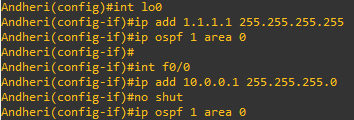 Andheri(config)#int lo0
Andheri(config-if)#ip add 1.1.1.1 255.255.255.255
Andheri(config-if)#ip ospf 1 area 0
Andheri(config-if)#
Andheri(config-if)#int f0/0
Andheri(config-if)#ip add 10.0.0.1 255.255.255.0
Andheri(config-if)#no shut
Andheri(config-if)#ip ospf 1 area 0